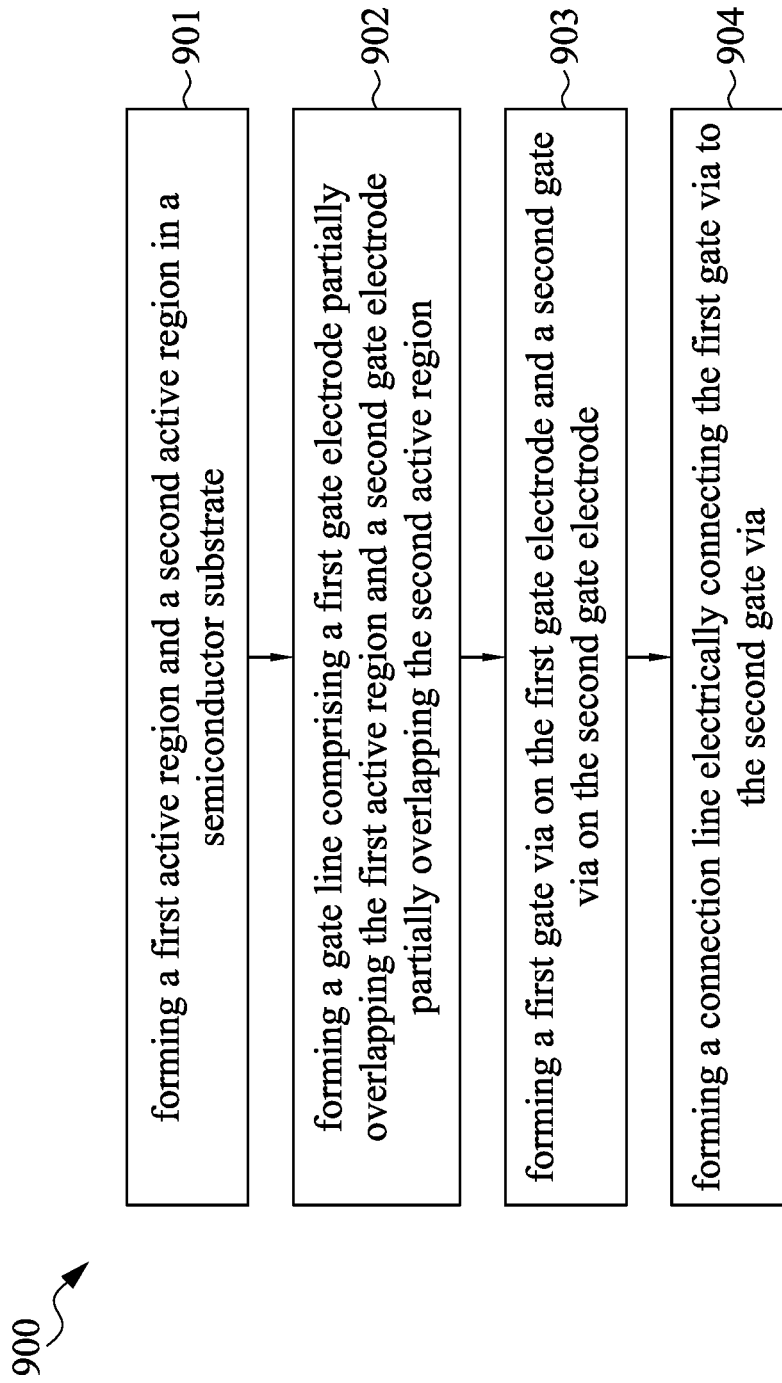 900
forming a first active region and a second active region in a
semiconductor substrate
901
forming a gate line comprising a first gate electrode partially
overlapping the first active region and a second gate electrode
partially overlapping the second active region
902
forming a first gate via on the first gate electrode and a second gate
via on the second gate electrode
903
forming a connection line electrically connecting the first gate via to
the second gate via
904